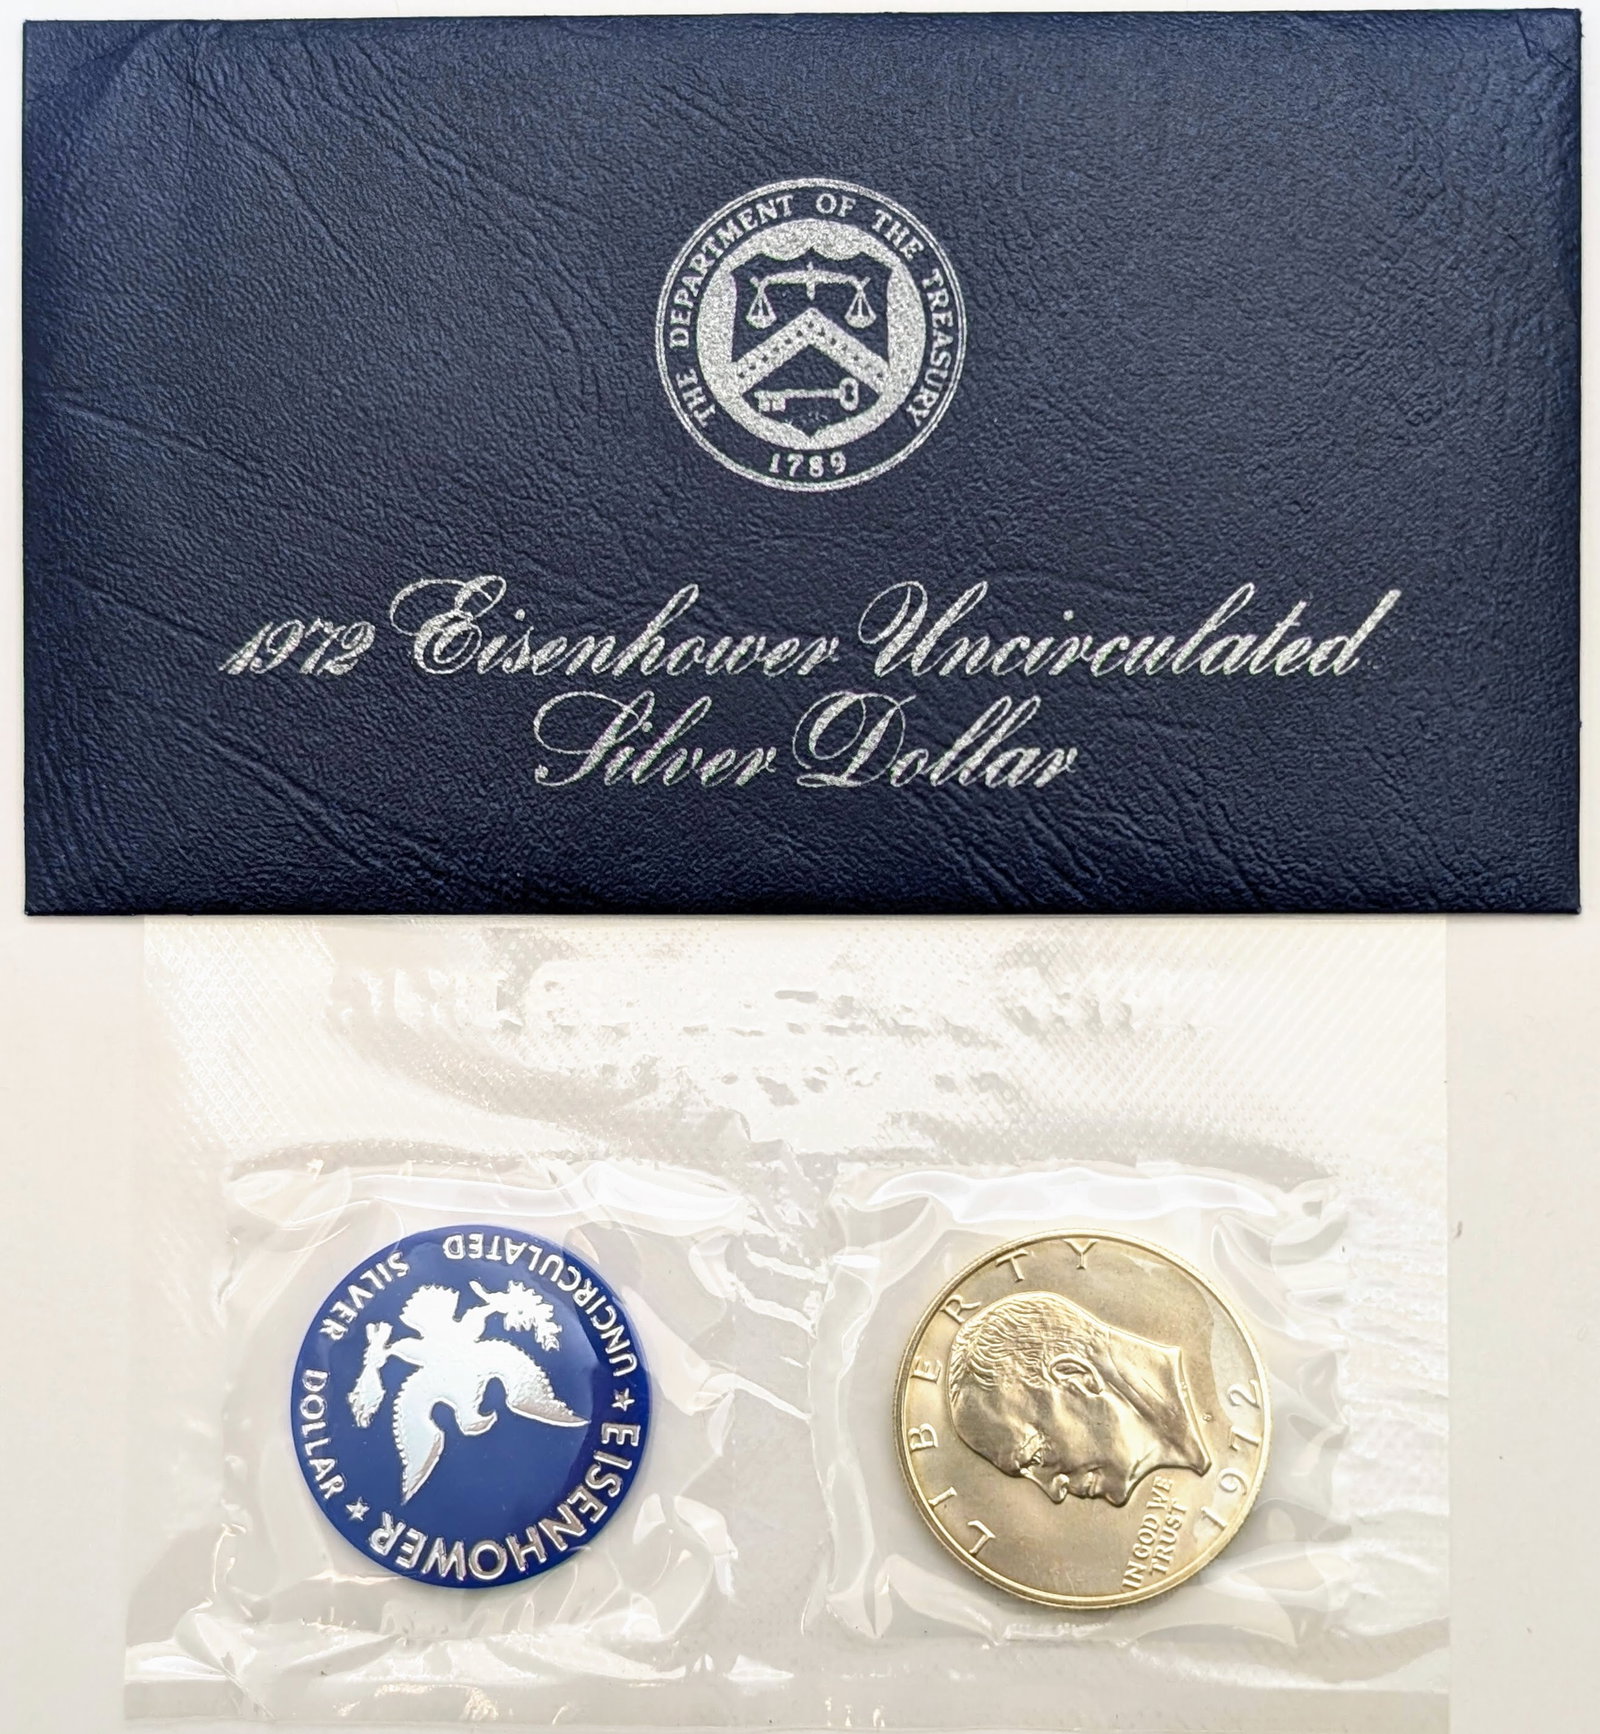 THE DEPARTMENT OF THE TREASURY
1789
1972 Eisenhower Uncirculated
Silver Dollar
EISENHOWER ★ UNCIRCULATED SILVER DOLLAR ★
LIBERTY
IN GOD WE
TRUST
1972